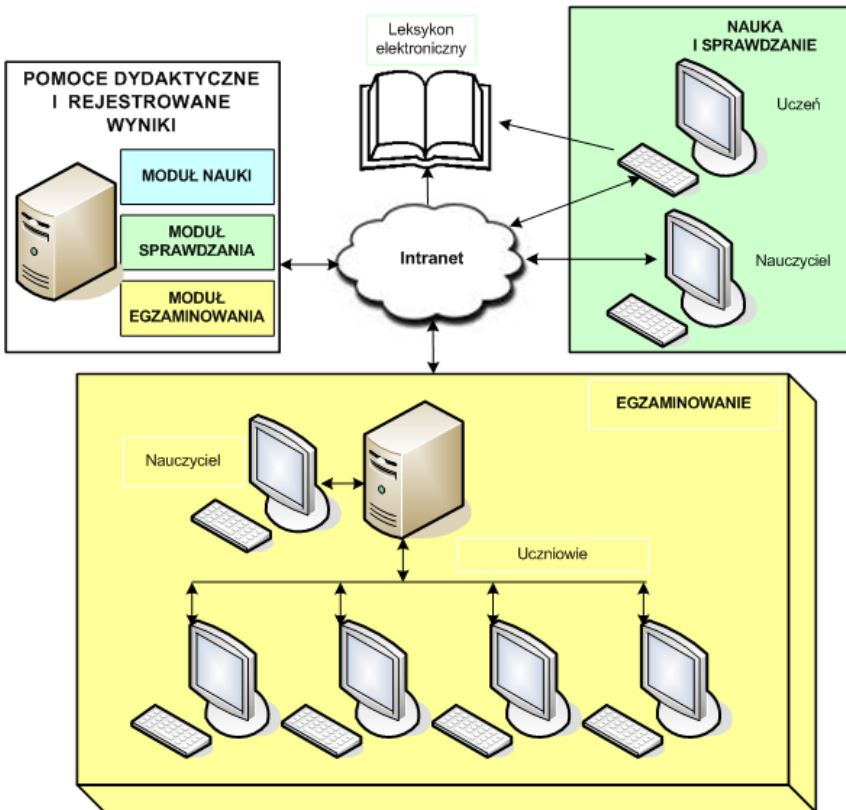 Leksykon
elektroniczny
NAUKA
I SPRAWDZANIE
POMOCE DYDAKTYCZNE
I REJESTROWANE
WYNIKI
Uczeń
MODUŁ NAUKI
MODUŁ
SPRAWDZANIA
Intranet
Nauczyciel
MODUŁ
EGZAMINOWANIA
EGZAMINOWANIE
Nauczyciel
Uczniowie